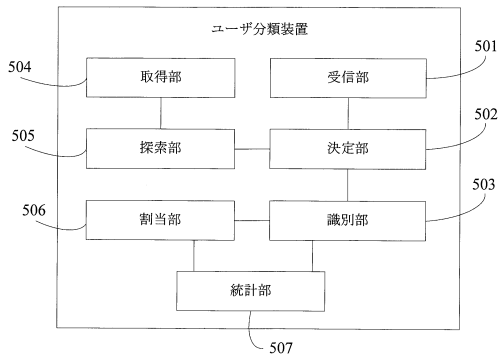 ユーザ分類装置
504
取得部
受信部
501
505
探索部
決定部
502
506
割当部
識別部
503
統計部
507